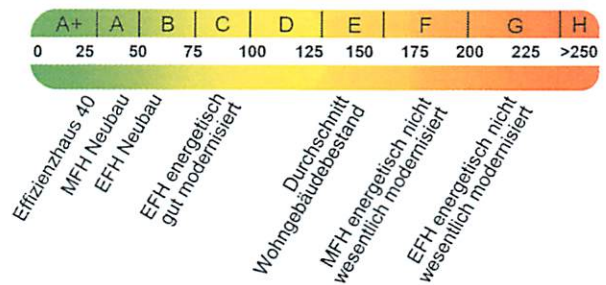 A+ A B C D E F G H
0 25 50 75 100 125 150 175 200 225 >250
Effizienzhaus 40
MFH Neubau
EFH Neubau
EFH energetisch
gut modernisiert
Durchschnitt
Wohngebäudebestand
MFH energetisch nicht
wesentlich modernisiert
EFH energetisch nicht
wesentlich modernisiert